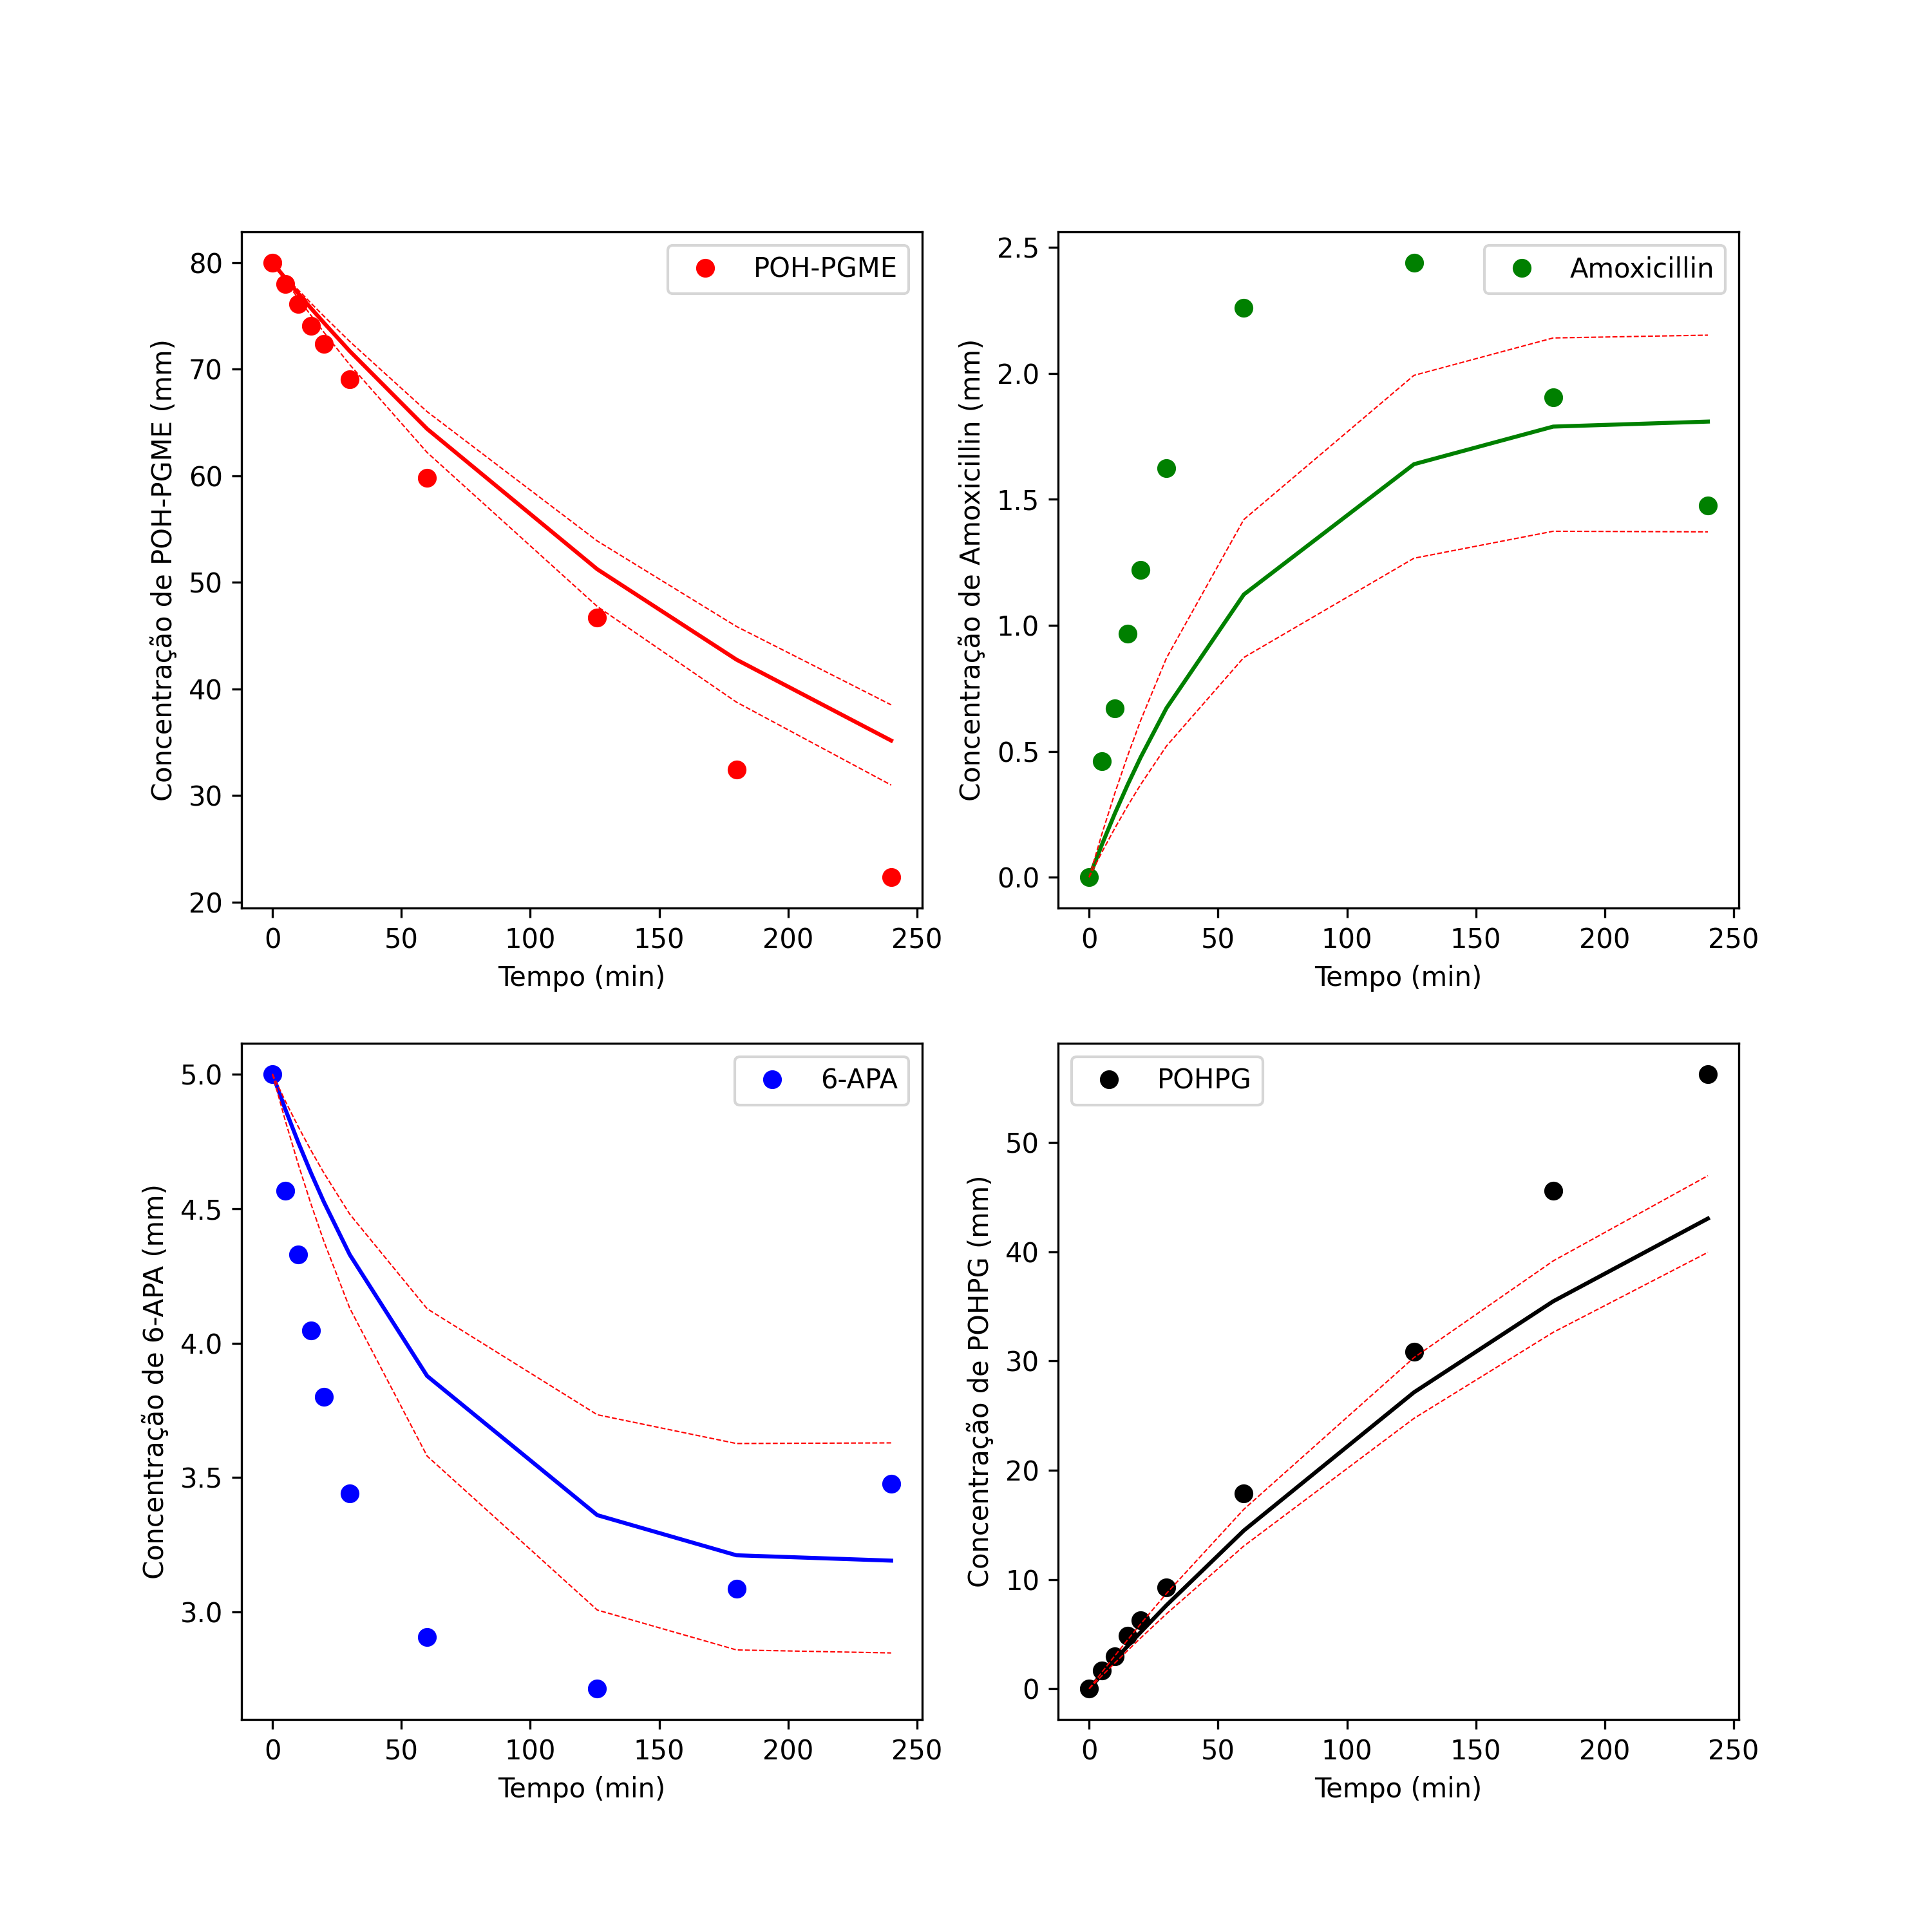 POH-PGME
Concentração de POH-PGME (mm)
80
70
60
50
40
30
20
0 50 100 150 200 250
Tempo (min)
Amoxicillin
Concentração de Amoxicillin (mm)
2.5
2.0
1.5
1.0
0.5
0.0
0 50 100 150 200 250
Tempo (min)
6-APA
Concentração de 6-APA (mm)
5.0
4.5
4.0
3.5
3.0
0 50 100 150 200 250
Tempo (min)
POHPG
Concentração de POHPG (mm)
50
40
30
20
10
0
0 50 100 150 200 250
Tempo (min)